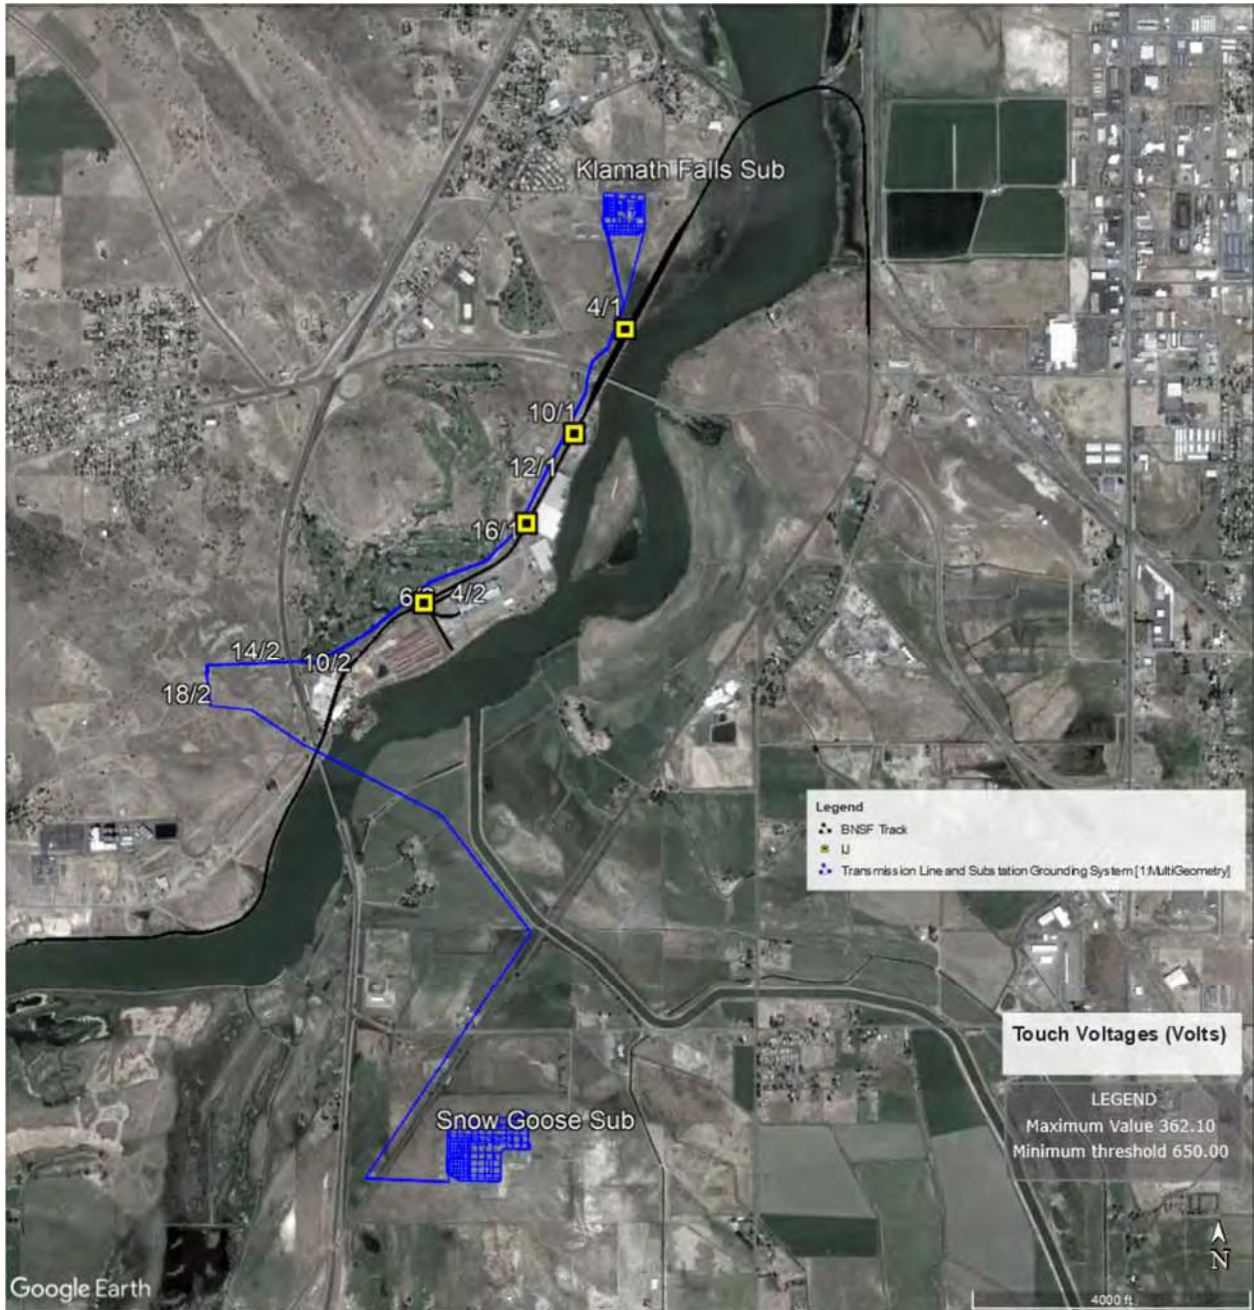 Klamath Falls Sub
4/1
10/1
12/1
16/1
4/2
14/2
10/2
18/2
Legend
BNSF Track
IJ
Transmission Line and Substation Grounding System [1:MultiGeometry]
Touch Voltages (Volts)
LEGEND
Maximum Value 362.10
Minimum threshold 650.00
Snow Goose Sub
N
Google Earth
4000 ft